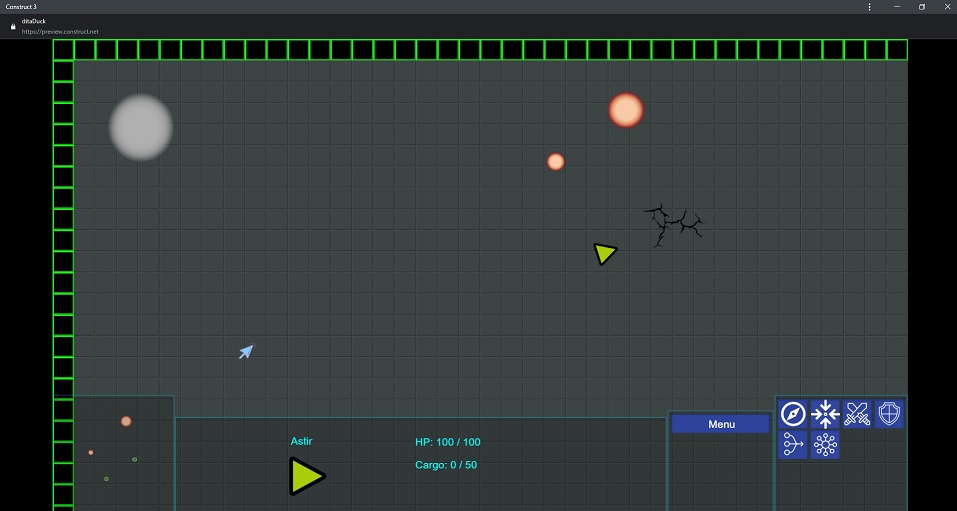 Construct 3
ditaDuck
https://preview.construct.net
Astir
HP: 100 / 100
Cargo: 0 / 50
Menu